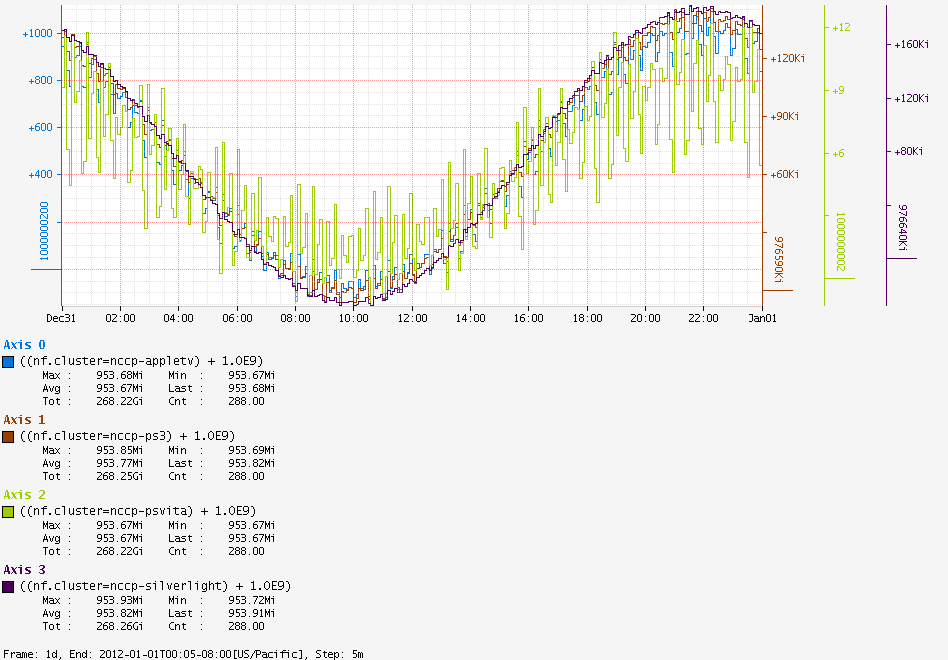 +1000
+800
+600
+400
1000000200
+120Ki
+90Ki
+60Ki
976590Ki
+12
+9
+6
1000000002
+160Ki
+120Ki
+80Ki
976640Ki
Dec31 02:00 04:00 06:00 08:00 10:00 12:00 14:00 16:00 18:00 20:00 22:00 Jan01
Axis 0
((nf.cluster=nccp-appletv) + 1.0E9)
Max : 953.68Mi Min : 953.67Mi
Avg : 953.67Mi Last : 953.68Mi
Tot : 268.22Gi Cnt : 288.00
Axis 1
((nf.cluster=nccp-ps3) + 1.0E9)
Max : 953.85Mi Min : 953.69Mi
Avg : 953.77Mi Last : 953.82Mi
Tot : 268.25Gi Cnt : 288.00
Axis 2
((nf.cluster=nccp-psvita) + 1.0E9)
Max : 953.67Mi Min : 953.67Mi
Avg : 953.67Mi Last : 953.67Mi
Tot : 268.22Gi Cnt : 288.00
Axis 3
((nf.cluster=nccp-silverlight) + 1.0E9)
Max : 953.93Mi Min : 953.72Mi
Avg : 953.82Mi Last : 953.91Mi
Tot : 268.26Gi Cnt : 288.00
Frame: 1d, End: 2012-01-01T00:05-08:00[US/Pacific], Step: 5m